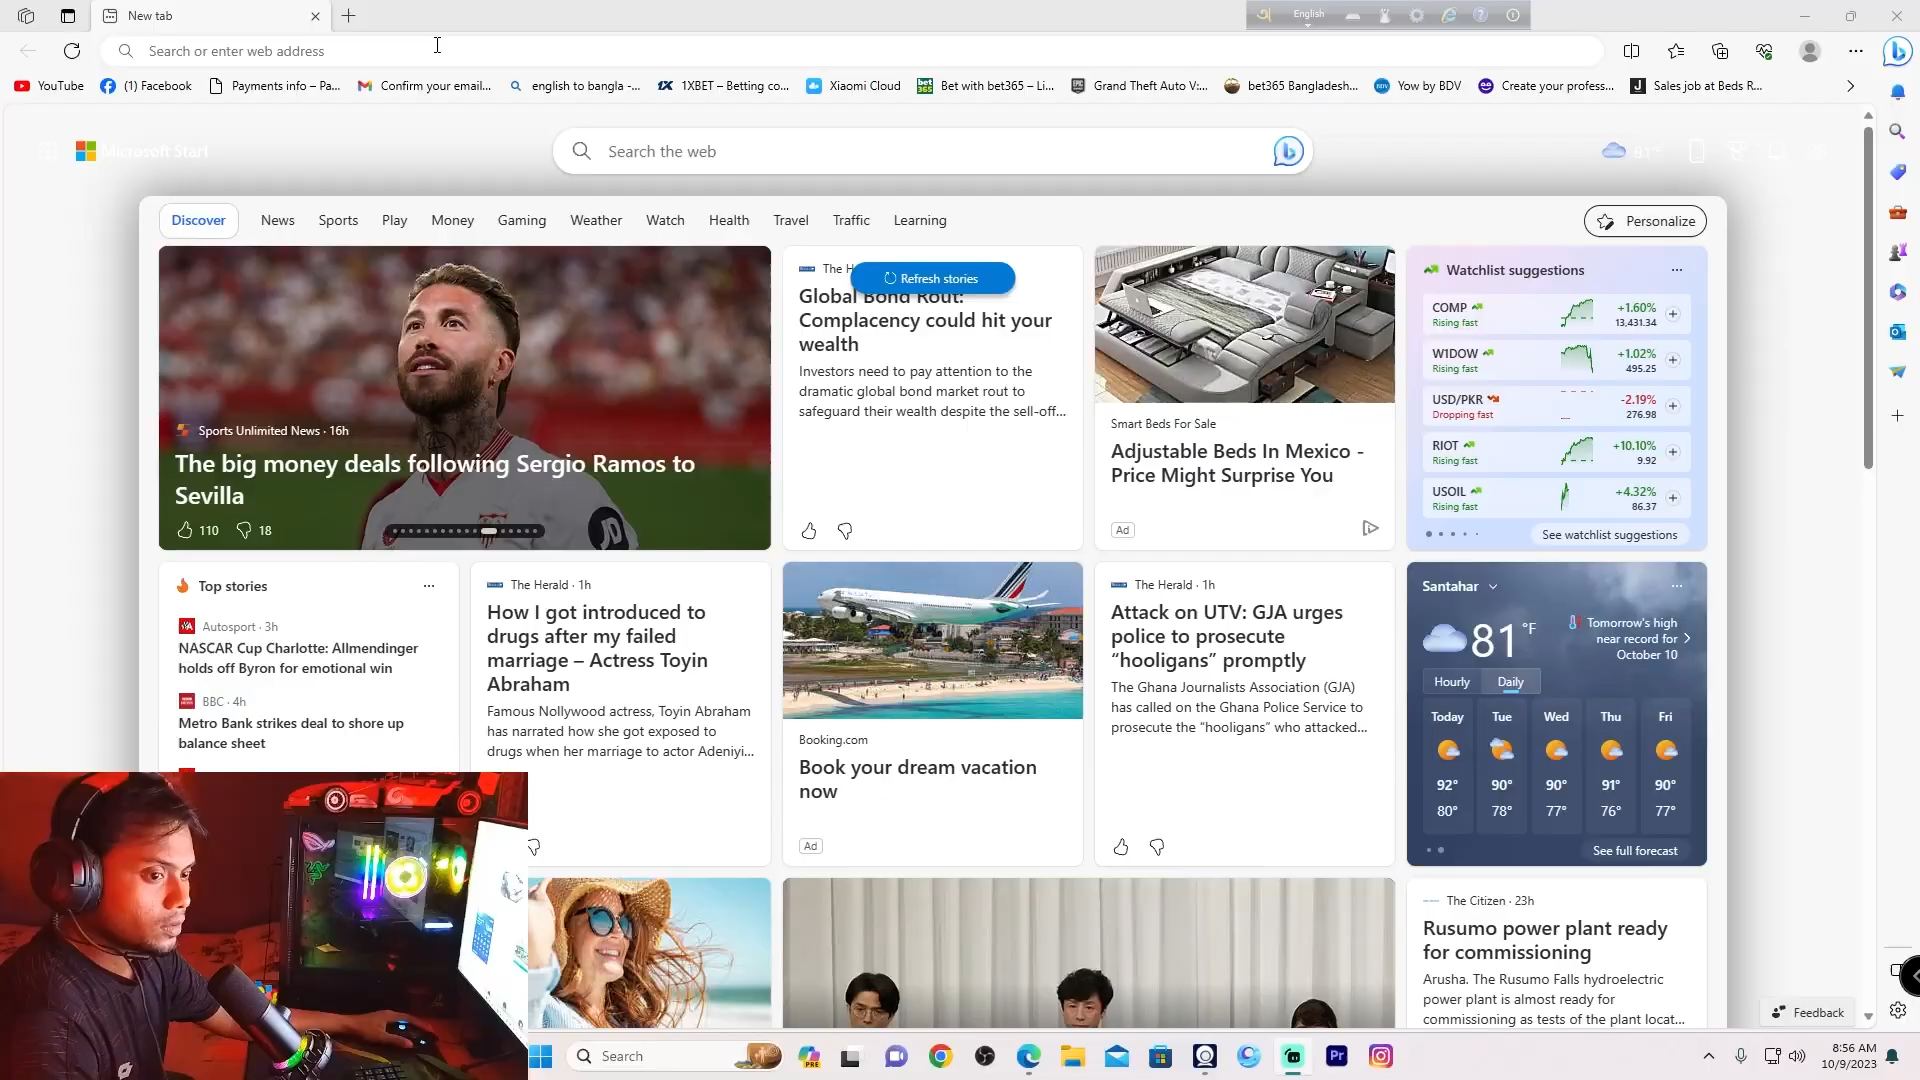 New tab
English
Search or enter web address
YouTube
(1) Facebook
Payments info – Pa...
Confirm your email...
english to bangla -...
1XBET – Betting co...
Xiaomi Cloud
Bet with bet365 – Li...
Grand Theft Auto V:...
bet365 Bangladesh...
Yow by BDV
Create your profess...
Sales job at Beds R...
Microsoft Start
Search the web
81°
Discover
News
Sports
Play
Money
Gaming
Weather
Watch
Health
Travel
Traffic
Learning
Personalize
Sports Unlimited News · 16h
The big money deals following Sergio Ramos to
Sevilla
110
18
JD
The H
Refresh stories
Global Bond Rout:
Complacency could hit your
wealth
Investors need to pay attention to the
dramatic global bond market rout to
safeguard their wealth despite the sell-off...
Smart Beds For Sale
Adjustable Beds In Mexico -
Price Might Surprise You
Ad
Watchlist suggestions
COMP
Rising fast
+1.60%
13,431.34
W1DOW
Rising fast
+1.02%
495.25
USD/PKR
Dropping fast
-2.19%
276.98
RIOT
Rising fast
+10.10%
9.92
USOIL
Rising fast
+4.32%
86.37
See watchlist suggestions
Top stories
Autosport · 3h
NASCAR Cup Charlotte: Allmendinger
holds off Byron for emotional win
BBC · 4h
Metro Bank strikes deal to shore up
balance sheet
The Herald · 1h
How I got introduced to
drugs after my failed
marriage – Actress Toyin
Abraham
Famous Nollywood actress, Toyin Abraham
has narrated how she got exposed to
drugs when her marriage to actor Adeniyi...
Booking.com
Book your dream vacation
now
Ad
The Herald · 1h
Attack on UTV: GJA urges
police to prosecute
“hooligans” promptly
The Ghana Journalists Association (GJA)
has called on the Ghana Police Service to
prosecute the “hooligans” who attacked...
Santahar
81 °F
Tomorrow's high
near record for
October 10
Hourly
Daily
Today
Tue
Wed
Thu
Fri
92°
90°
90°
91°
90°
80°
78°
77°
76°
77°
See full forecast
The Citizen · 23h
Rusumo power plant ready
for commissioning
Arusha. The Rusumo Falls hydroelectric
power plant is almost ready for
commissioning as tests of the plant locat...
Feedback
Search
PRE
Pr
8:56 AM
10/9/2023